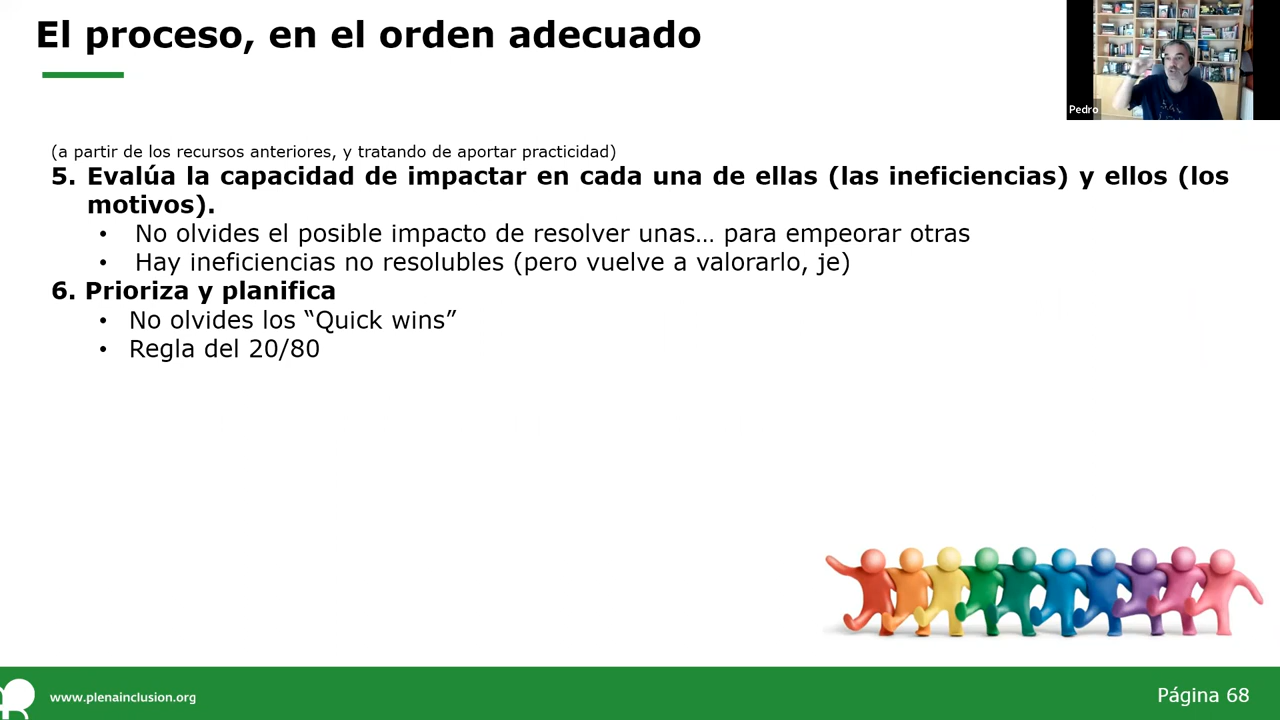 El proceso, en el orden adecuado
Pedro
(a partir de los recursos anteriores, y tratando de aportar practicidad)
5. Evalúa la capacidad de impactar en cada una de ellas (las ineficiencias) y ellos (los
motivos).
• No olvides el posible impacto de resolver unas… para empeorar otras
• Hay ineficiencias no resolubles (pero vuelve a valorarlo, je)
6. Prioriza y planifica
• No olvides los “Quick wins”
• Regla del 20/80
www.plenainclusion.org
Página 68